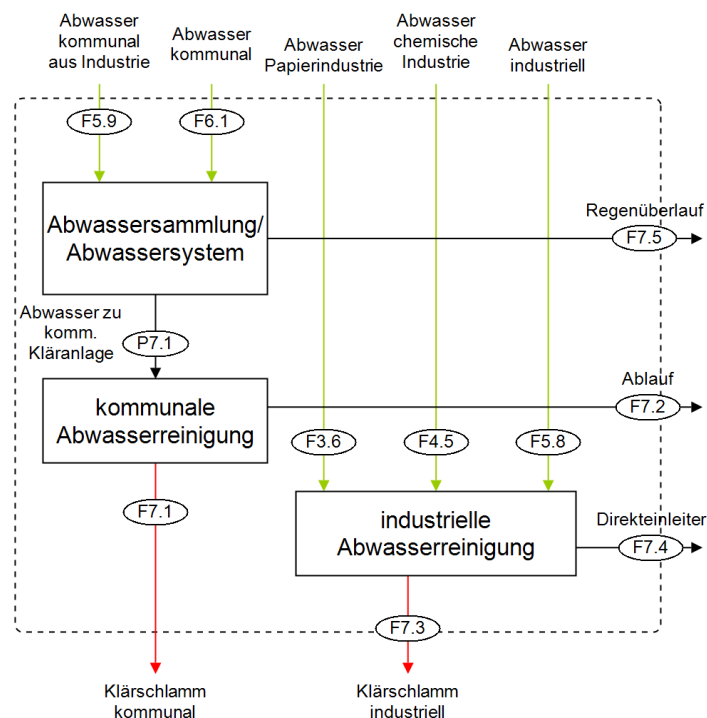 Abwasser
kommunal
aus Industrie
Abwasser
kommunal
Abwasser
Papierindustrie
Abwasser
chemische
Industrie
Abwasser
industriell
F5.9
F6.1
Abwassersammlung/
Abwassersystem
Regenüberlauf
F7.5
Abwasser zu
komm.
Kläranlage
P7.1
kommunale
Abwasserreinigung
Ablauf
F7.2
F3.6
F4.5
F5.8
F7.1
industrielle
Abwasserreinigung
Direkteinleiter
F7.4
F7.3
Klärschlamm
kommunal
Klärschlamm
industriell